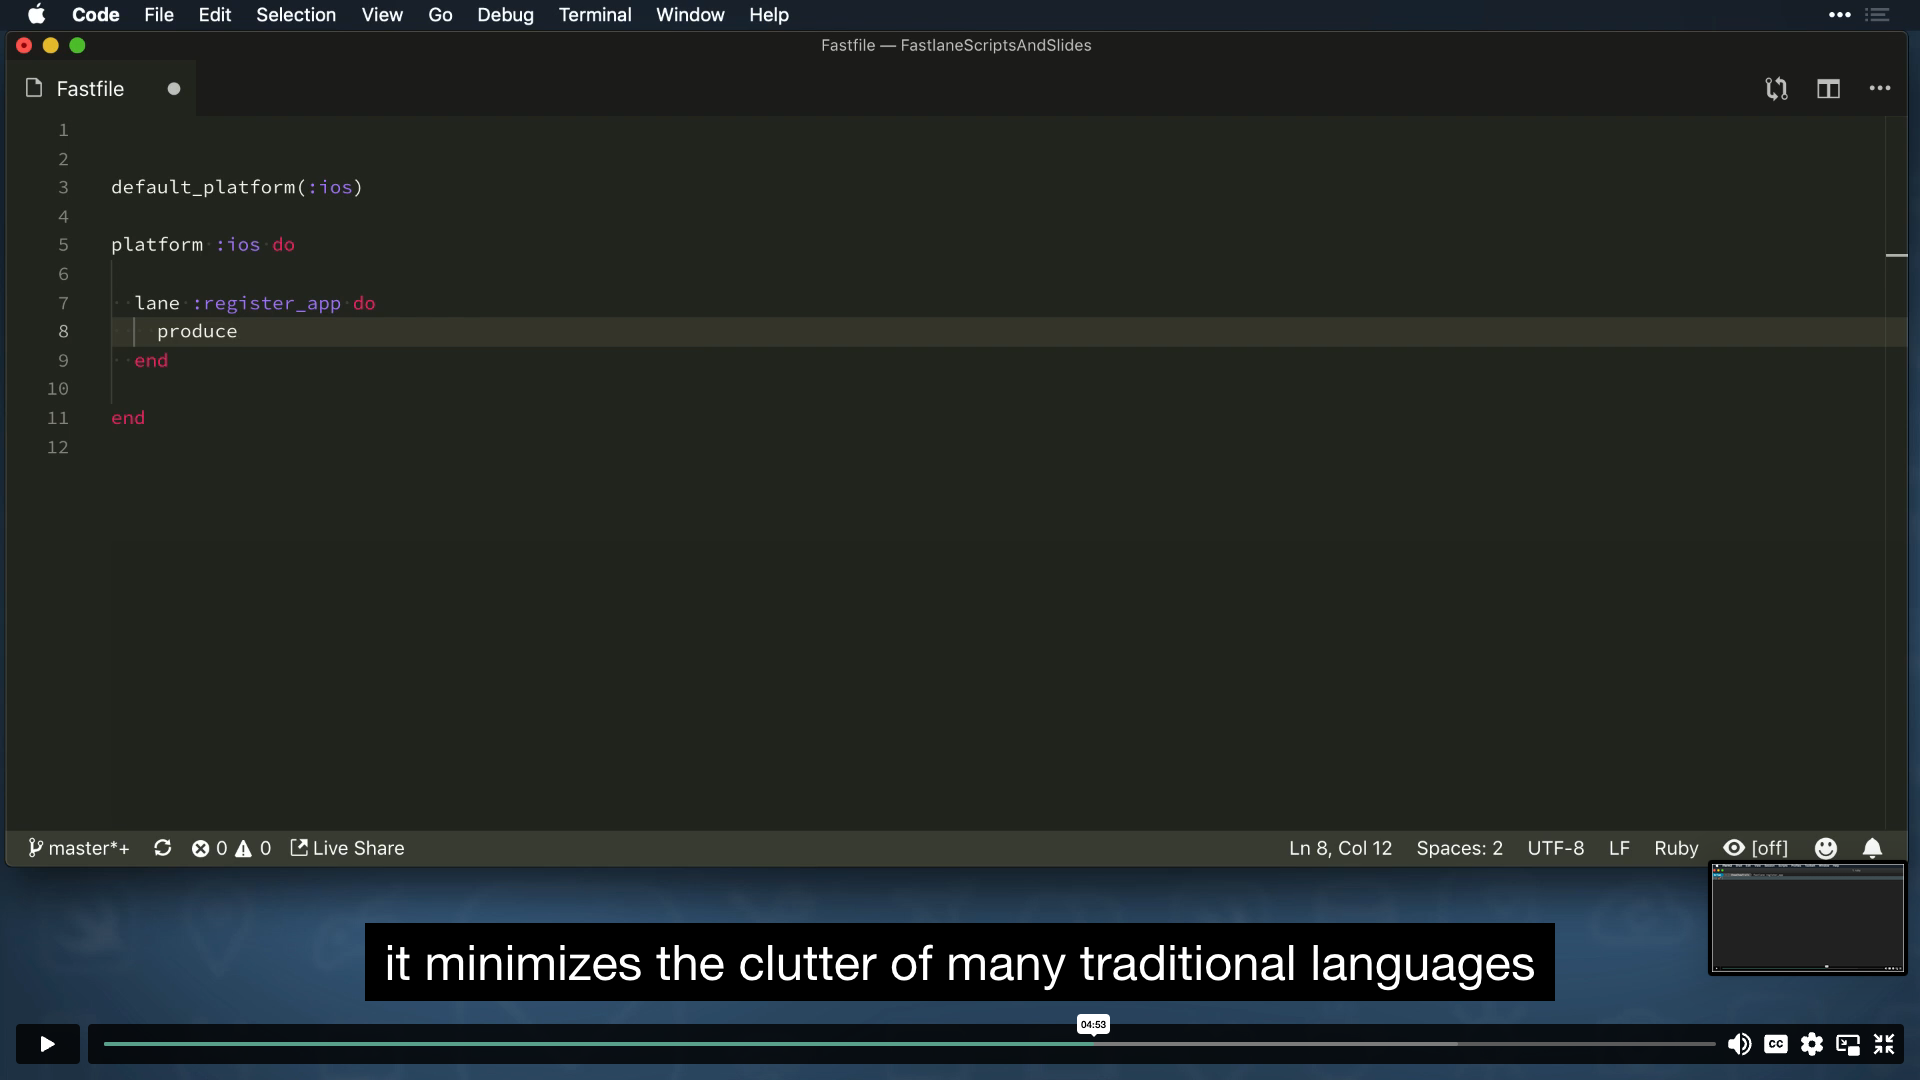 Code File Edit Selection View Go Debug Terminal Window Help
Fastfile — FastlaneScriptsAndSlides
Fastfile
1
2
3 default_platform(:ios)
4
5 platform :ios do
6
7 lane :register_app do
8 produce
9 end
10
11 end
12
master*+ 0 0 Live Share Ln 8, Col 12 Spaces: 2 UTF-8 LF Ruby [off]
it minimizes the clutter of many traditional languages
04:53
CC